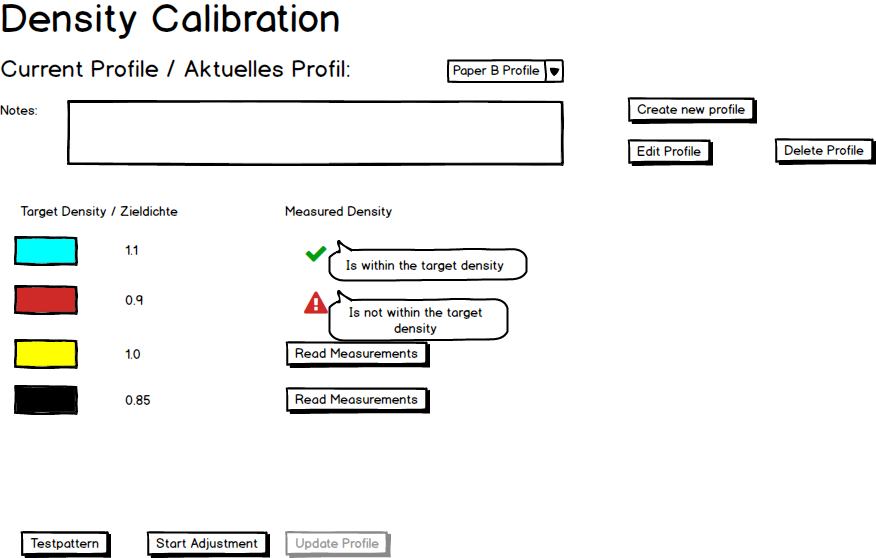 Density Calibration
Current Profile / Aktuelles Profil:
Paper B Profile
Notes:
Create new profile
Edit Profile
Delete Profile
Target Density / Zieldichte
Measured Density
1.1
Is within the target density
0.9
Is not within the target
density
1.0
Read Measurements
0.85
Read Measurements
Testpattern
Start Adjustment
Update Profile